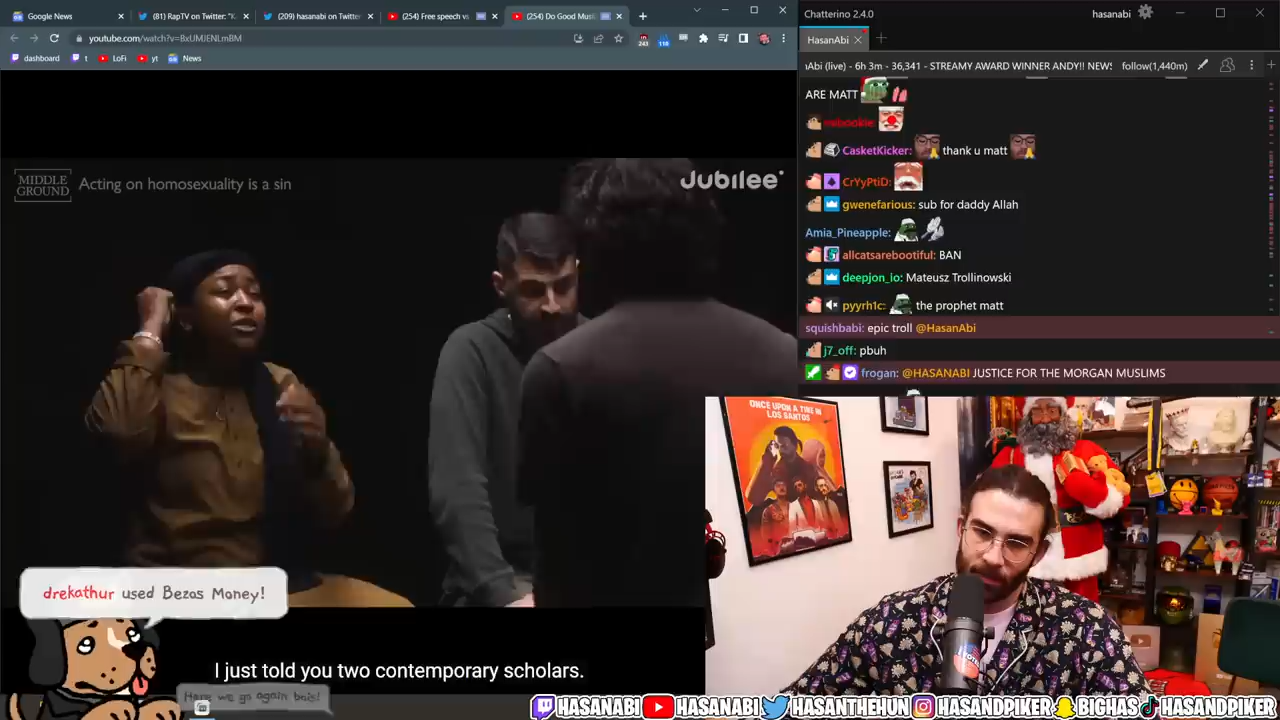 Google News
(81) RapTV on Twitter: "K
(209) hasanabi on Twitter
(254) Free speech vs
(254) Do Good Musl
youtube.com/watch?v=BxUMJENLmBM
243
118
dashboard
t
LoFi
yt
News
MIDDLE
GROUND
Acting on homosexuality is a sin
Jubilee
drekathur used Bezos Money!
Here we go again bois!
I just told you two contemporary scholars.
Chatterino 2.4.0
hasanabi
HasanAbi
Abi (live) - 6h 3m - 36,341 - STREAMY AWARD WINNER ANDY!! NEWS
follow(1,440m)
ARE MATT
CasketKicker: thank u matt
CrYyPtiD:
gwenefarious: sub for daddy Allah
Amia_Pineapple:
allcatsarebootiful: BAN
deepjon_io: Mateusz Trollinowski
pyyrh1c: the prophet matt
squishbabi: epic troll @HasanAbi
j7_off: pbuh
frogan: @HASANABI JUSTICE FOR THE MORGAN MUSLIMS
ONCE UPON A TIME IN
LOS SANTOS
HASANABI
HASANABI
HASANTHEHUN
HASANDPIKER
BIGHAS
HASANDPIKER